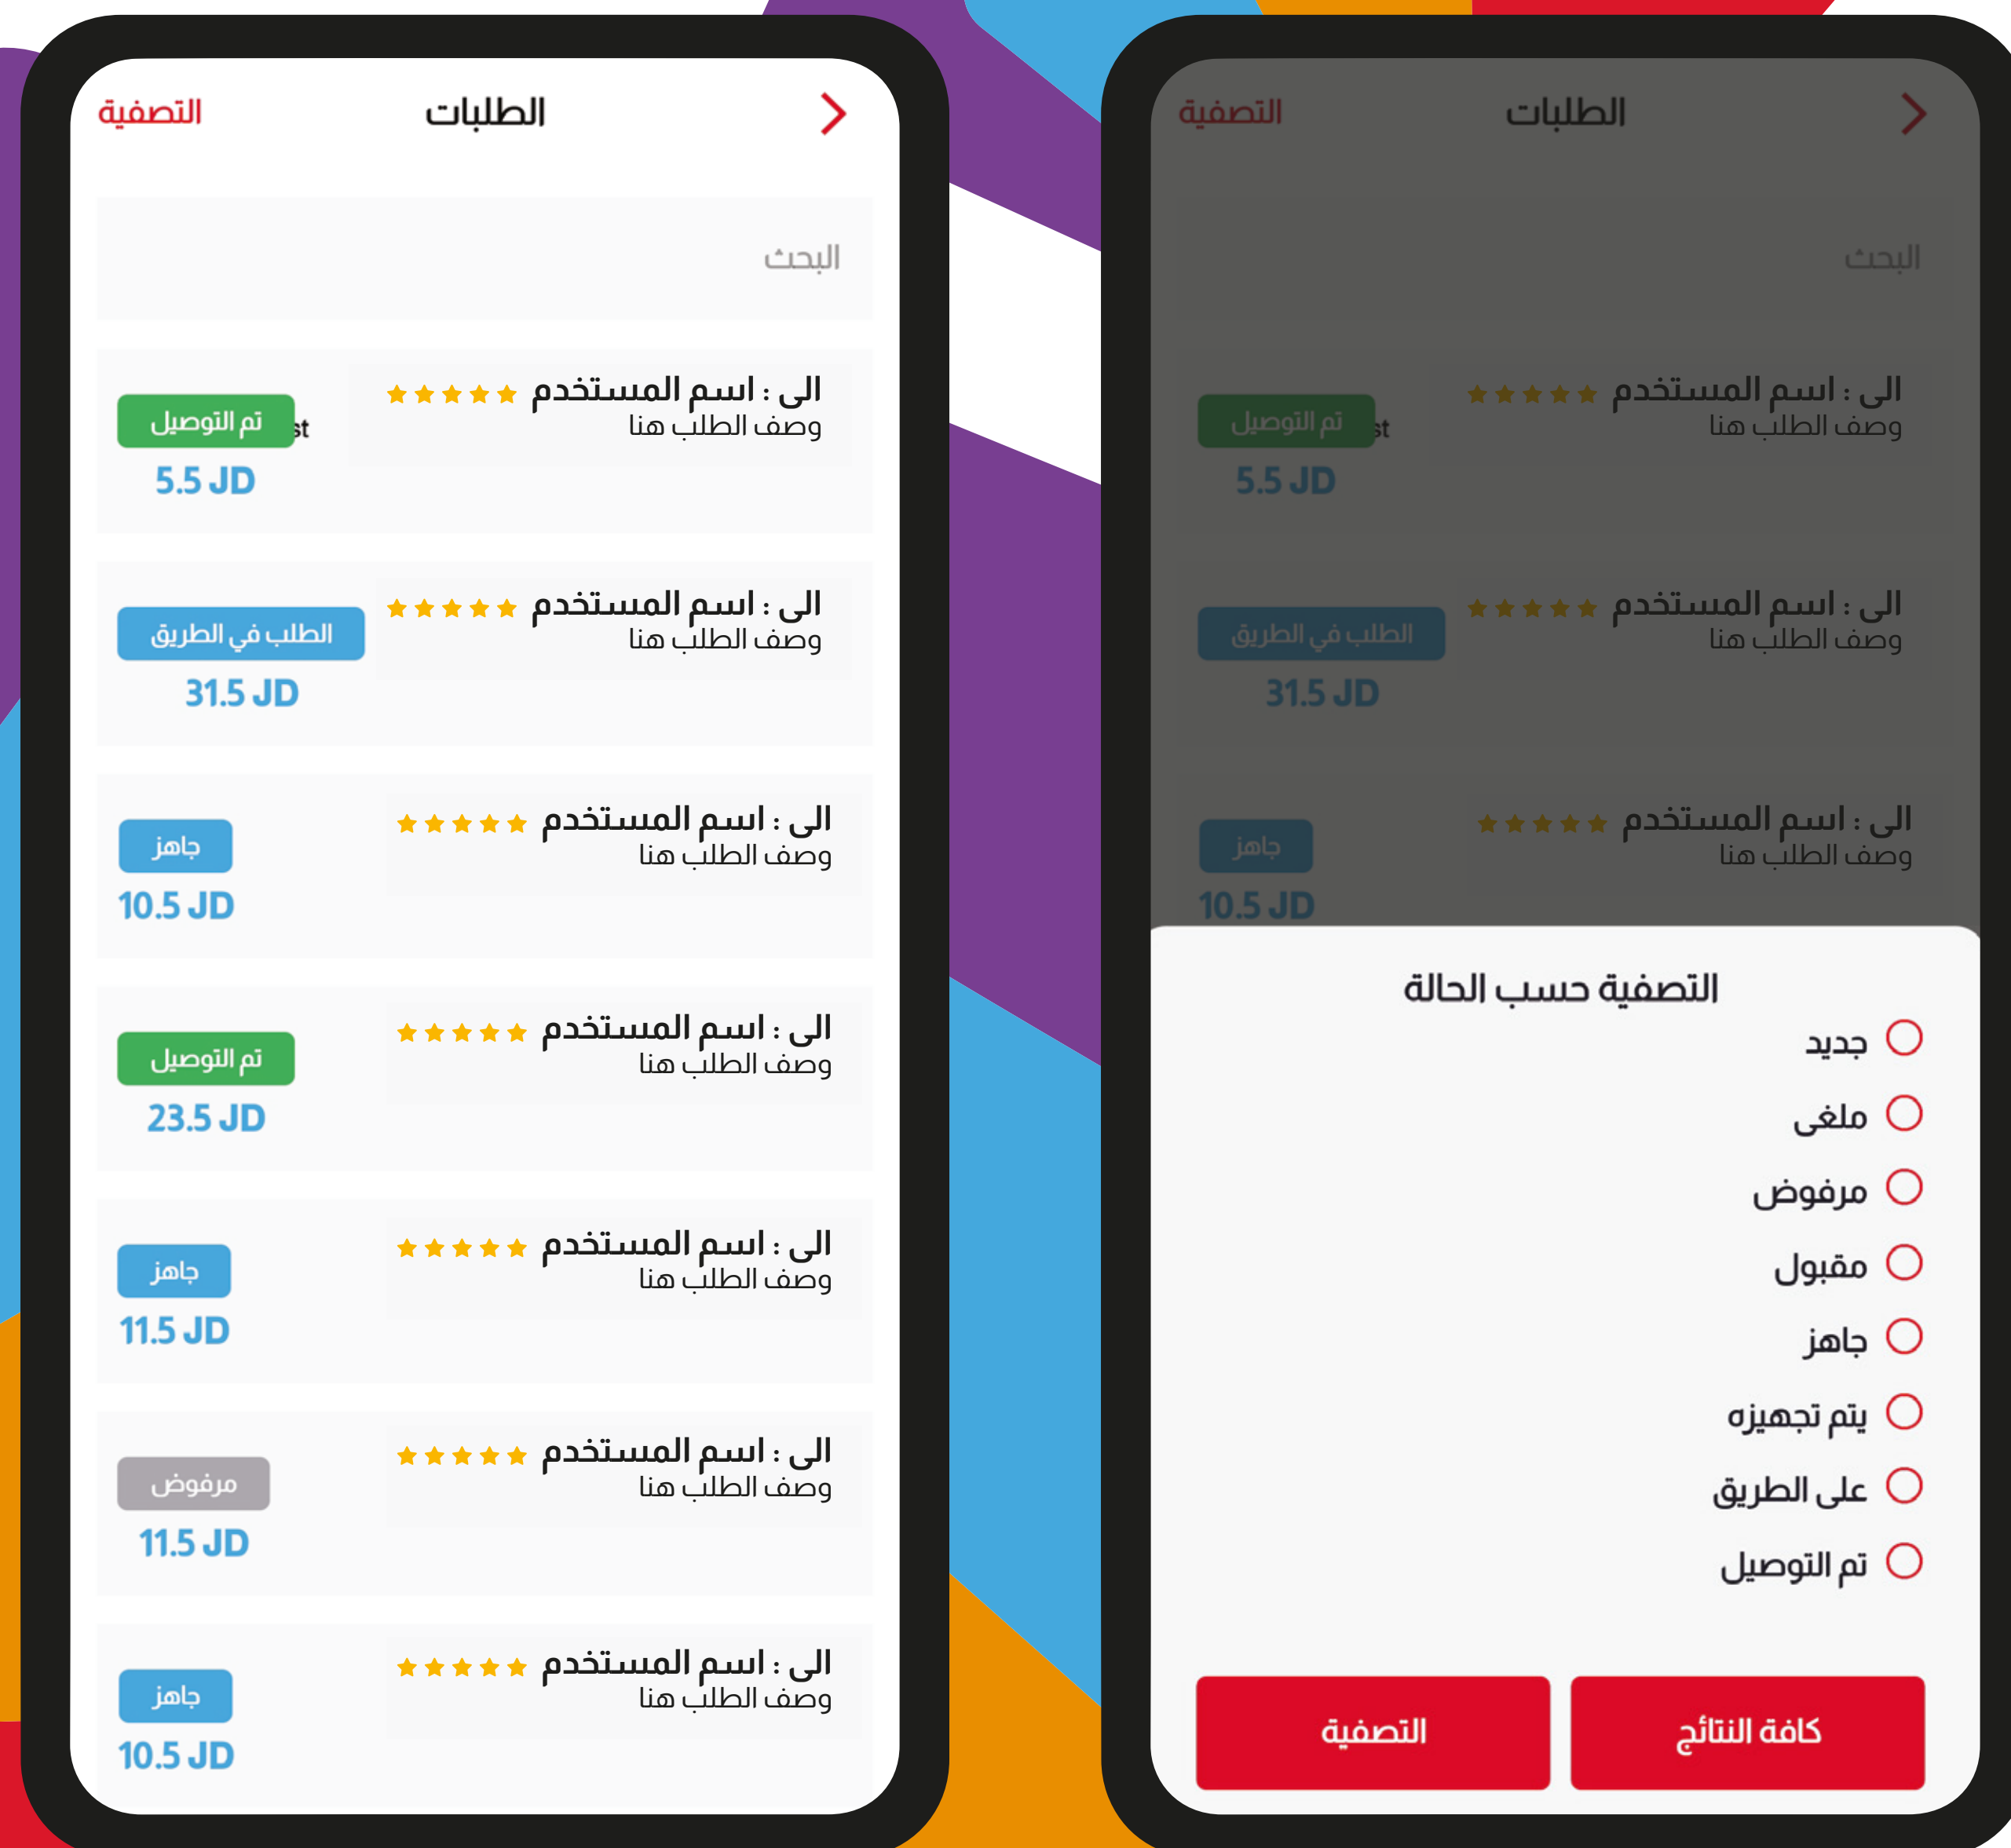 الطلبات
التصفية
البحث
الى : اسم المستخدم
وصف الطلب هنا
تم التوصيل
st
5.5 JD
الى : اسم المستخدم
وصف الطلب هنا
الطلب في الطريق
31.5 JD
الى : اسم المستخدم
وصف الطلب هنا
جاهز
10.5 JD
الى : اسم المستخدم
وصف الطلب هنا
تم التوصيل
23.5 JD
الى : اسم المستخدم
وصف الطلب هنا
جاهز
11.5 JD
الى : اسم المستخدم
وصف الطلب هنا
مرفوض
11.5 JD
الى : اسم المستخدم
وصف الطلب هنا
جاهز
10.5 JD
الطلبات
التصفية
البحث
الى : اسم المستخدم
وصف الطلب هنا
تم التوصيل
st
5.5 JD
الى : اسم المستخدم
وصف الطلب هنا
الطلب في الطريق
31.5 JD
الى : اسم المستخدم
وصف الطلب هنا
جاهز
10.5 JD
التصفية حسب الحالة
جديد
ملغى
مرفوض
مقبول
جاهز
يتم تجهيزه
على الطريق
تم التوصيل
كافة النتائج
التصفية